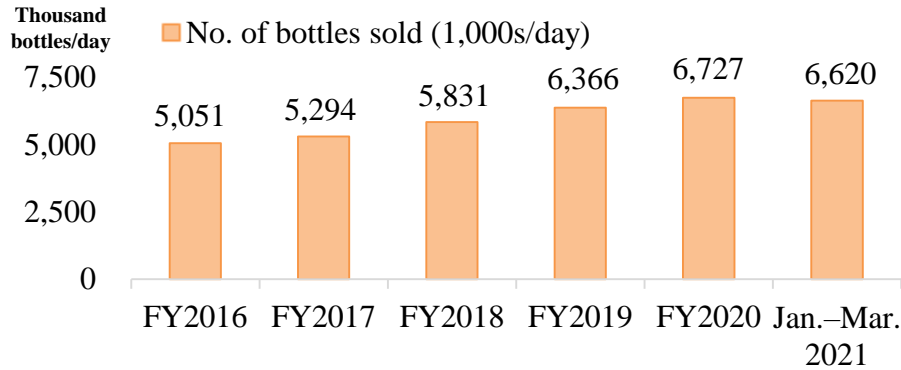 Thousand
bottles/day
No. of bottles sold (1,000s/day)
7,500
5,000
2,500
0
5,051
5,294
5,831
6,366
6,727
6,620
FY2016
FY2017
FY2018
FY2019
FY2020
Jan.–Mar.
2021